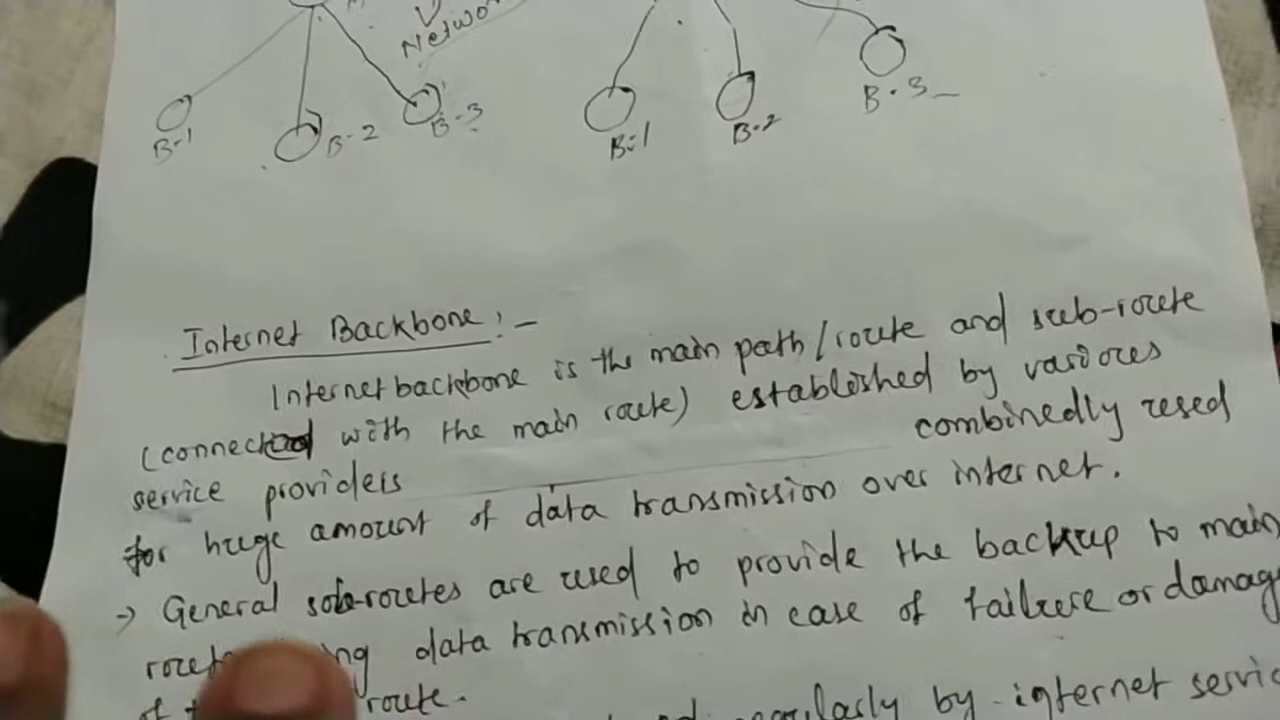 Netwo
B-1
B-2
B-3
B-1
B-2
B-3
Internet Backbone:-
Internet backbone is the main path/route and sub-route
(connected with the main route) established by various
service providers combinedly used
for huge amount of data transmission over internet.
→ General sub-routes are used to provide the backup to main
data transmission in case of failure or damag
route.
by internet servic